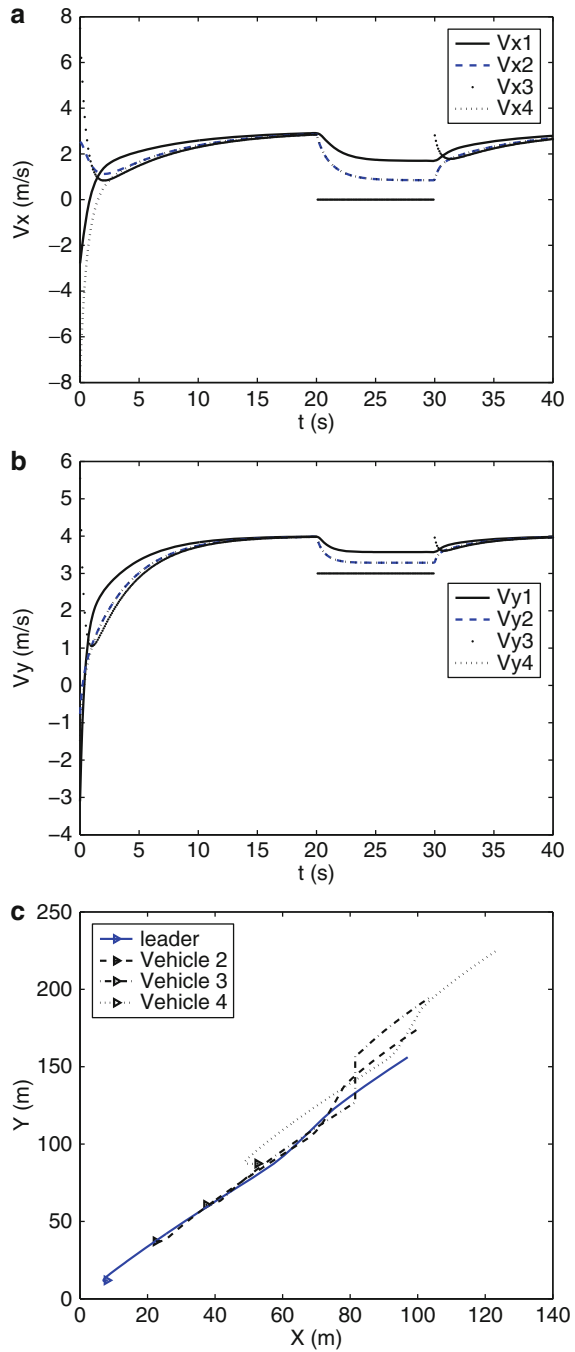 a
8
6
4
2
0
−2
−4
−6
−8
Vx (m/s)
Vx1
Vx2
Vx3
Vx4
0 5 10 15 20 25 30 35 40
t (s)
b
6
5
4
3
2
1
0
−1
−2
−3
−4
Vy (m/s)
Vy1
Vy2
Vy3
Vy4
0 5 10 15 20 25 30 35 40
t (s)
c
250
200
150
100
50
0
Y (m)
leader
Vehicle 2
Vehicle 3
Vehicle 4
0 20 40 60 80 100 120 140
X (m)